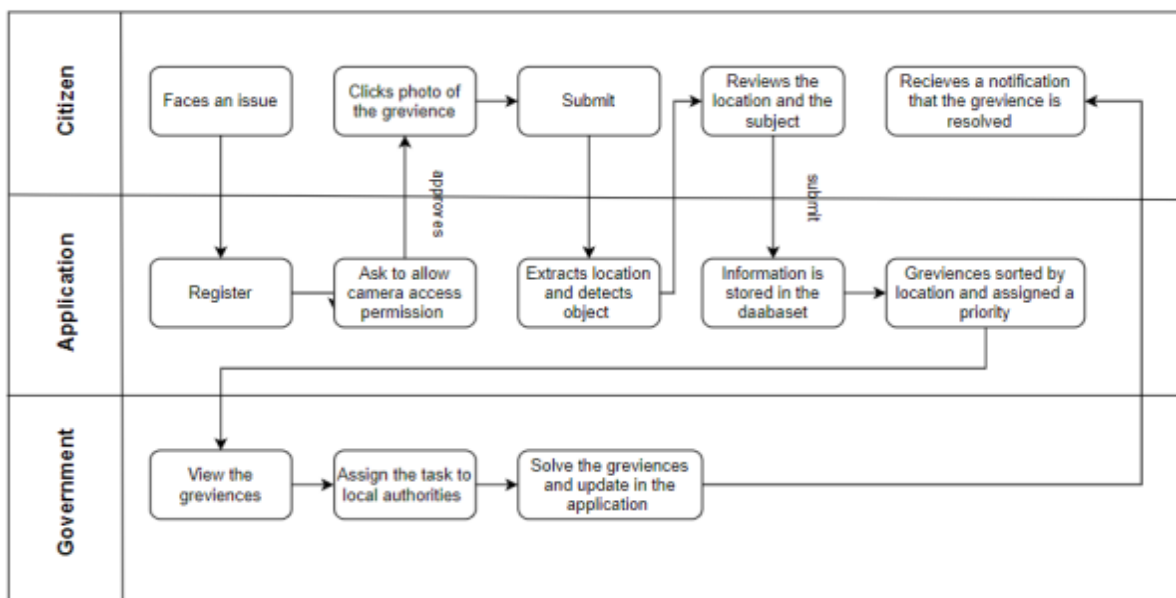 Citizen
Faces an issue
Clicks photo of
the grevience
Submit
Reviews the
location and the
subject
Recieves a notification
that the grevience is
resolved
approves
submit
Application
Register
Ask to allow
camera access
permission
Extracts location
and detects
object
Information is
stored in the
daabaset
Greviences sorted by
location and assigned a
priority
Government
View the
greviences
Assign the task to
local authorities
Solve the greviences
and update in the
application